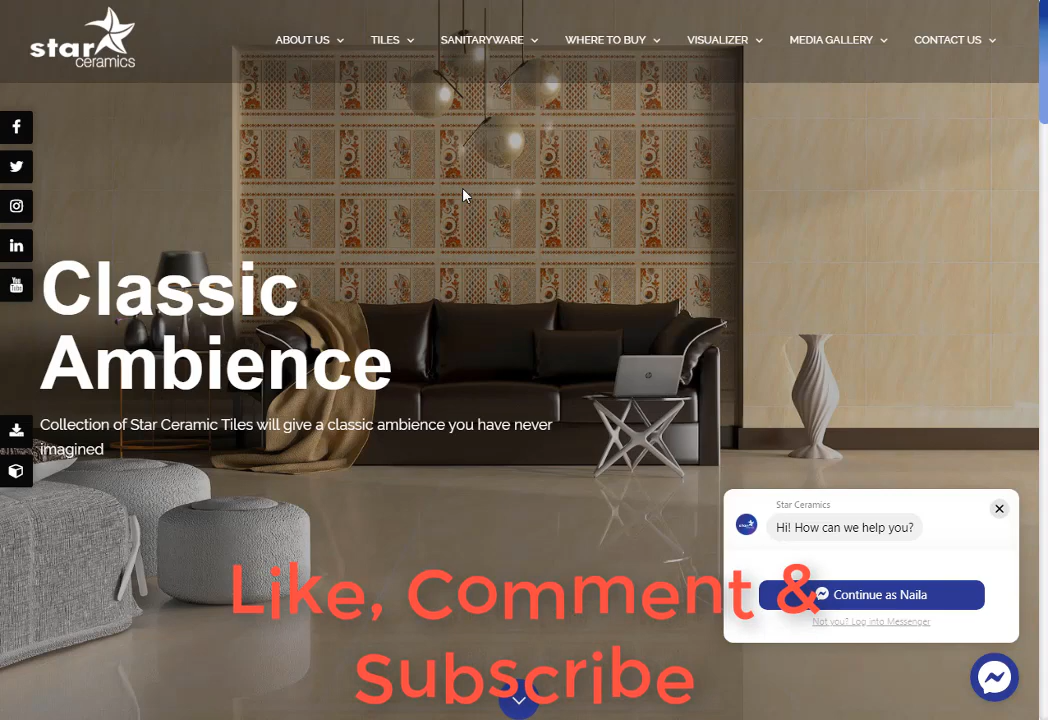 star
ceramics
ABOUT US
TILES
SANITARYWARE
WHERE TO BUY
VISUALIZER
MEDIA GALLERY
CONTACT US
Classic
Ambience
Collection of Star Ceramic Tiles will give a classic ambience you have never
imagined
Star Ceramics
Hi! How can we help you?
Continue as Naila
Not you? Log into Messenger
Like, Comment &
Subscribe